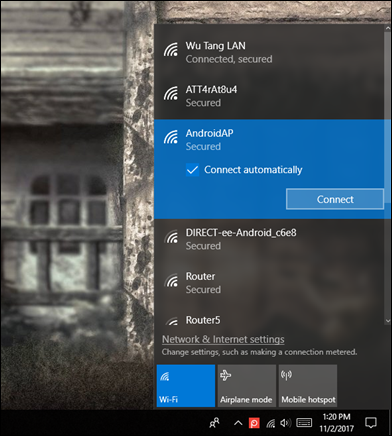 Wu Tang LAN
Connected, secured
ATT4rAt8u4
Secured
AndroidAP
Secured
Connect automatically
Connect
DIRECT-ee-Android_c6e8
Secured
Router
Secured
Router5
Network & Internet settings
Change settings, such as making a connection metered.
Wi-Fi
Airplane mode
Mobile hotspot
1:20 PM
11/2/2017